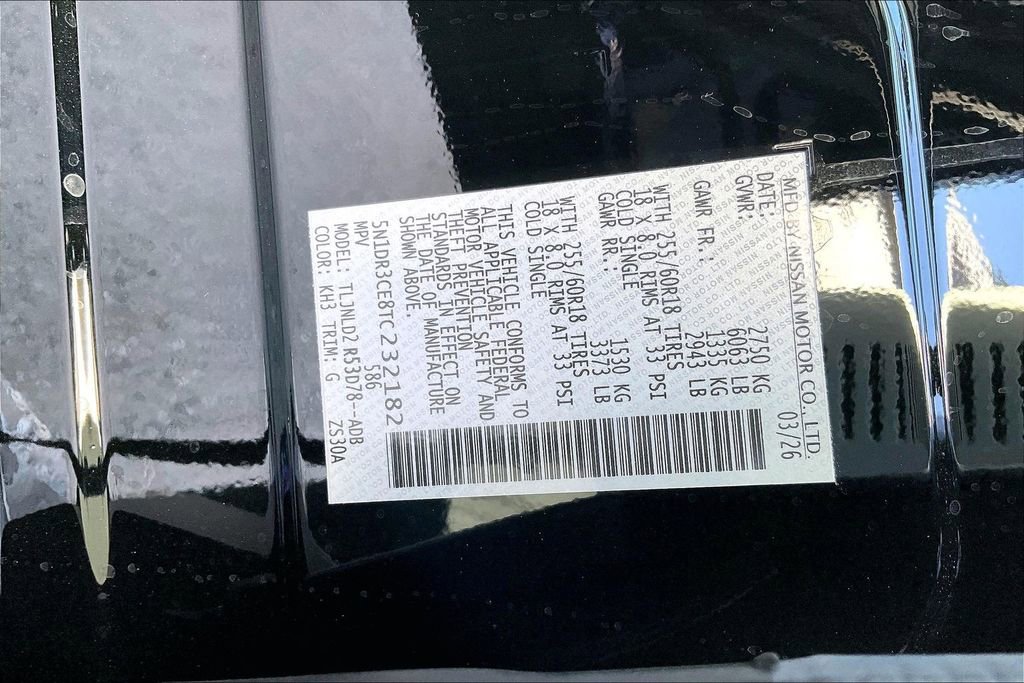 MFD BY: NISSAN MOTOR CO., LTD.
DATE: 03/26
GVWR: 2750 KG
6063 LB
GAWR FR.: 1335 KG
2943 LB
WITH 255/60R18 TIRES
18 X 8.0 RIMS AT 33 PSI
COLD SINGLE
GAWR RR.: 1530 KG
3373 LB
WITH 255/60R18 TIRES
18 X 8.0 RIMS AT 33 PSI
COLD SINGLE
THIS VEHICLE CONFORMS TO
ALL APPLICABLE FEDERAL
MOTOR VEHICLE SAFETY AND
THEFT PREVENTION
STANDARDS IN EFFECT ON
THE DATE OF MANUFACTURE
SHOWN ABOVE.
5N1DR3CE8TC232182
MPV 586
MODEL: TLJNLD2 R53D78--ADB
COLOR: KH3 TRIM: G ZS30A